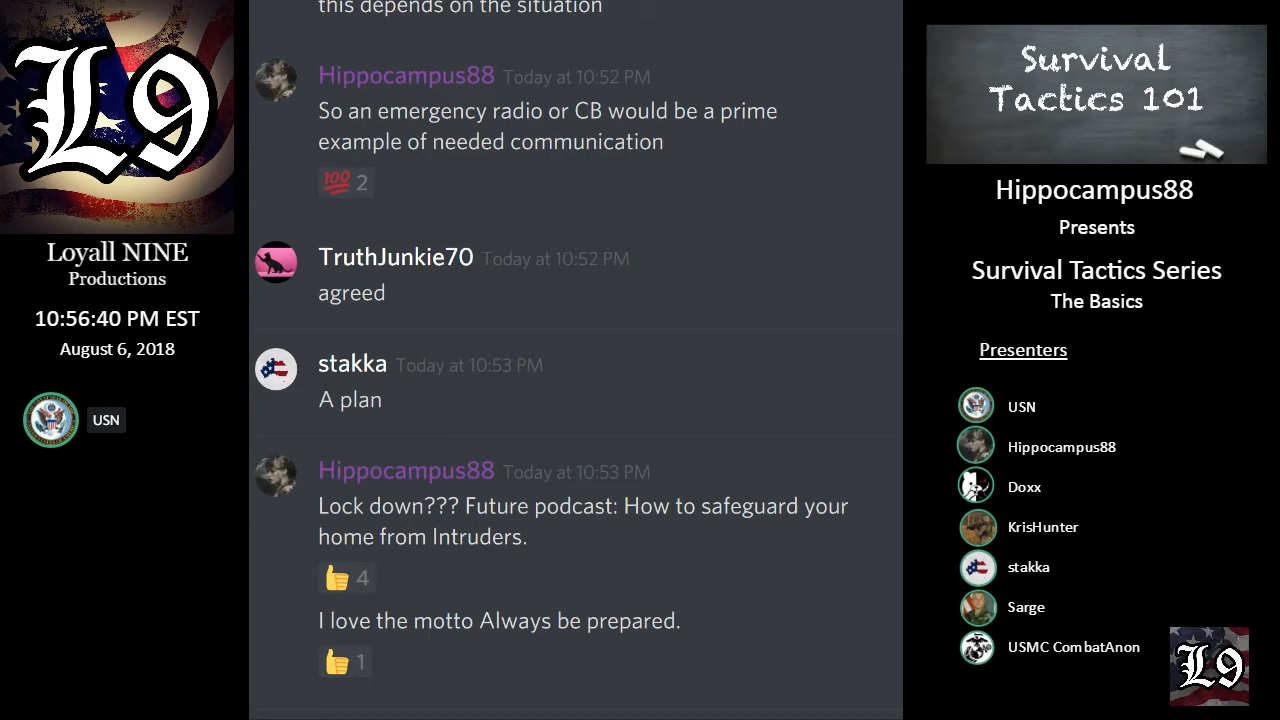 L9
Loyall NINE
Productions
10:56:40 PM EST
August 6, 2018
USN
this depends on the situation
Hippocampus88 Today at 10:52 PM
So an emergency radio or CB would be a prime
example of needed communication
100 2
TruthJunkie70 Today at 10:52 PM
agreed
stakka Today at 10:53 PM
A plan
Hippocampus88 Today at 10:53 PM
Lock down??? Future podcast: How to safeguard your
home from Intruders.
4
I love the motto Always be prepared.
1
Survival
Tactics 101
Hippocampus88
Presents
Survival Tactics Series
The Basics
Presenters
USN
Hippocampus88
Doxx
KrisHunter
stakka
Sarge
USMC CombatAnon
L9